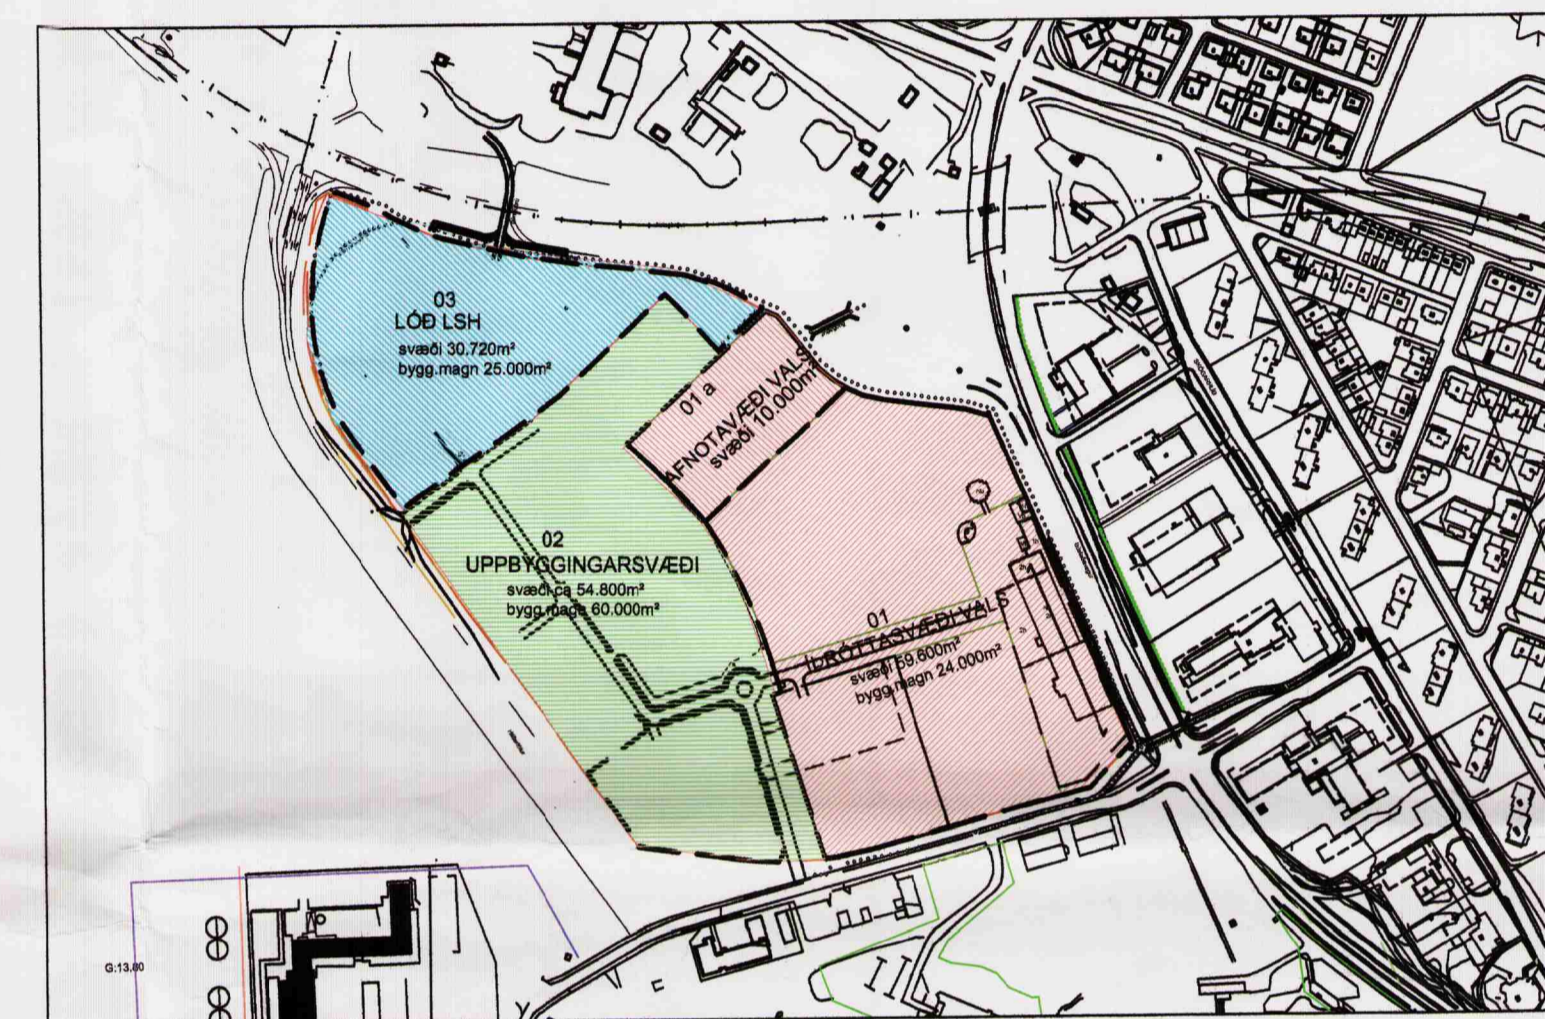 03
LÓÐ LSH
svæði 30.720m²
bygg.magn 25.000m²
01 a
AFNOTAVÆÐI VALS
svæði 10.000m²
02
UPPBYGGINGARSVÆÐI
svæði ca 54.800m²
bygg.magn 60.000m²
01
ÍÞRÓTTASVÆÐI VALS
svæði 59.600m²
bygg.magn 24.000m²
G:13.80